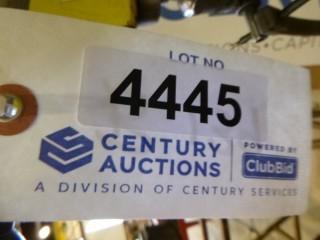 LOT NO
4445
CENTURY
AUCTIONS
POWERED BY
ClubBid
A DIVISION OF CENTURY SERVICES